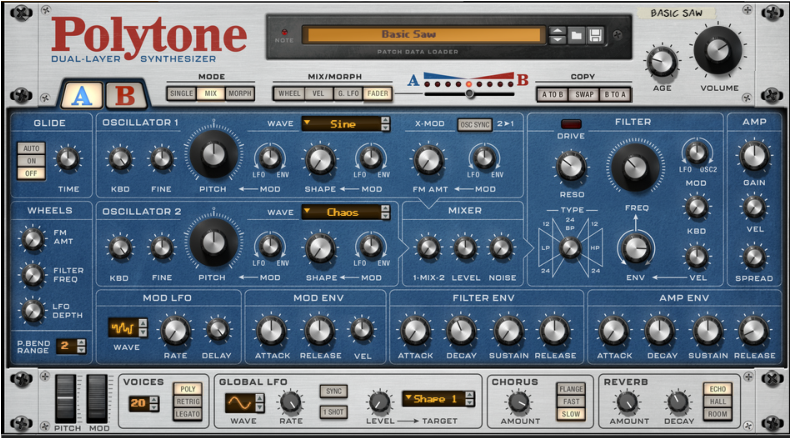 Polytone
DUAL-LAYER SYNTHESIZER
NOTE
Basic Saw
PATCH DATA LOADER
BASIC SAW
AGE
VOLUME
A B
MODE
SINGLE MIX MORPH
MIX/MORPH
WHEEL VEL G. LFO FADER
A B
COPY
A TO B SWAP B TO A
GLIDE
AUTO
ON
OFF
TIME
OSCILLATOR 1
WAVE Sine
KBD FINE PITCH MOD
LFO ENV
SHAPE MOD
LFO ENV
X-MOD OSC SYNC 2►1
FM AMT MOD
LFO ENV
DRIVE
FILTER
RESO
FREQ
LFO OSC2
MOD
KBD
TYPE
12 24 BP 12
LP HP
24 24
ENV VEL
AMP
GAIN
VEL
SPREAD
WHEELS
FM AMT
FILTER FREQ
LFO DEPTH
P.BEND RANGE 2
OSCILLATOR 2
WAVE Chaos
KBD FINE PITCH MOD
LFO ENV
SHAPE MOD
LFO ENV
MIXER
1-MIX-2 LEVEL NOISE
MOD LFO
WAVE RATE DELAY
MOD ENV
ATTACK RELEASE VEL
FILTER ENV
ATTACK DECAY SUSTAIN RELEASE
AMP ENV
ATTACK DECAY SUSTAIN RELEASE
PITCH MOD
VOICES
20
POLY
RETRIG
LEGATO
GLOBAL LFO
WAVE RATE
SYNC
1 SHOT
LEVEL TARGET
Shape 1
CHORUS
AMOUNT
FLANGE
FAST
SLOW
REVERB
AMOUNT DECAY
ECHO
HALL
ROOM